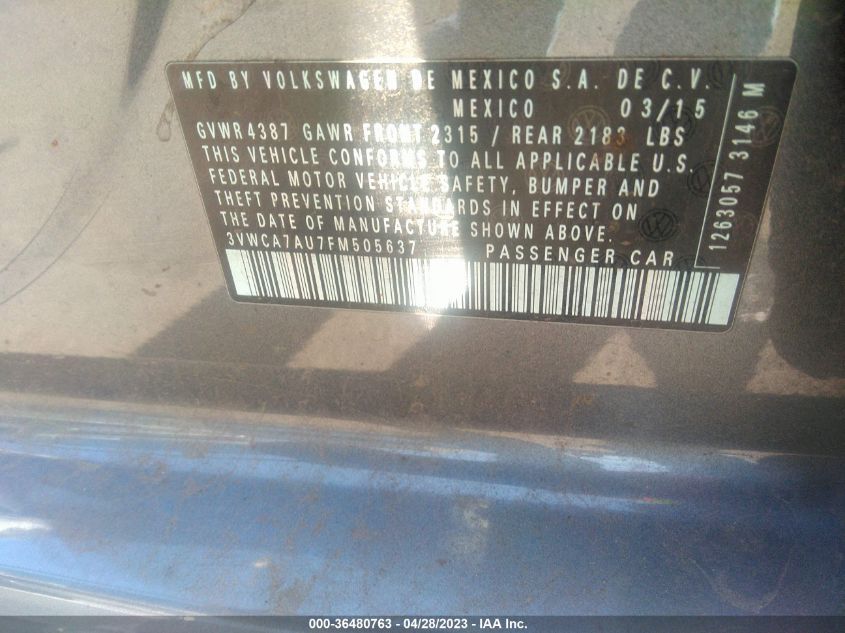 MFD BY VOLKSWAGEN DE MEXICO S.A. DE C.V.
MEXICO 03/15
GVWR 4387 GAWR FRONT 2315 / REAR 2183 LBS
THIS VEHICLE CONFORMS TO ALL APPLICABLE U.S.
FEDERAL MOTOR VEHICLE SAFETY, BUMPER AND
THEFT PREVENTION STANDARDS IN EFFECT ON
THE DATE OF MANUFACTURE SHOWN ABOVE.
3VWCA7AU7FM505637 PASSENGER CAR
1263057 3146 M
000-36480763 - 04/28/2023 - IAA Inc.